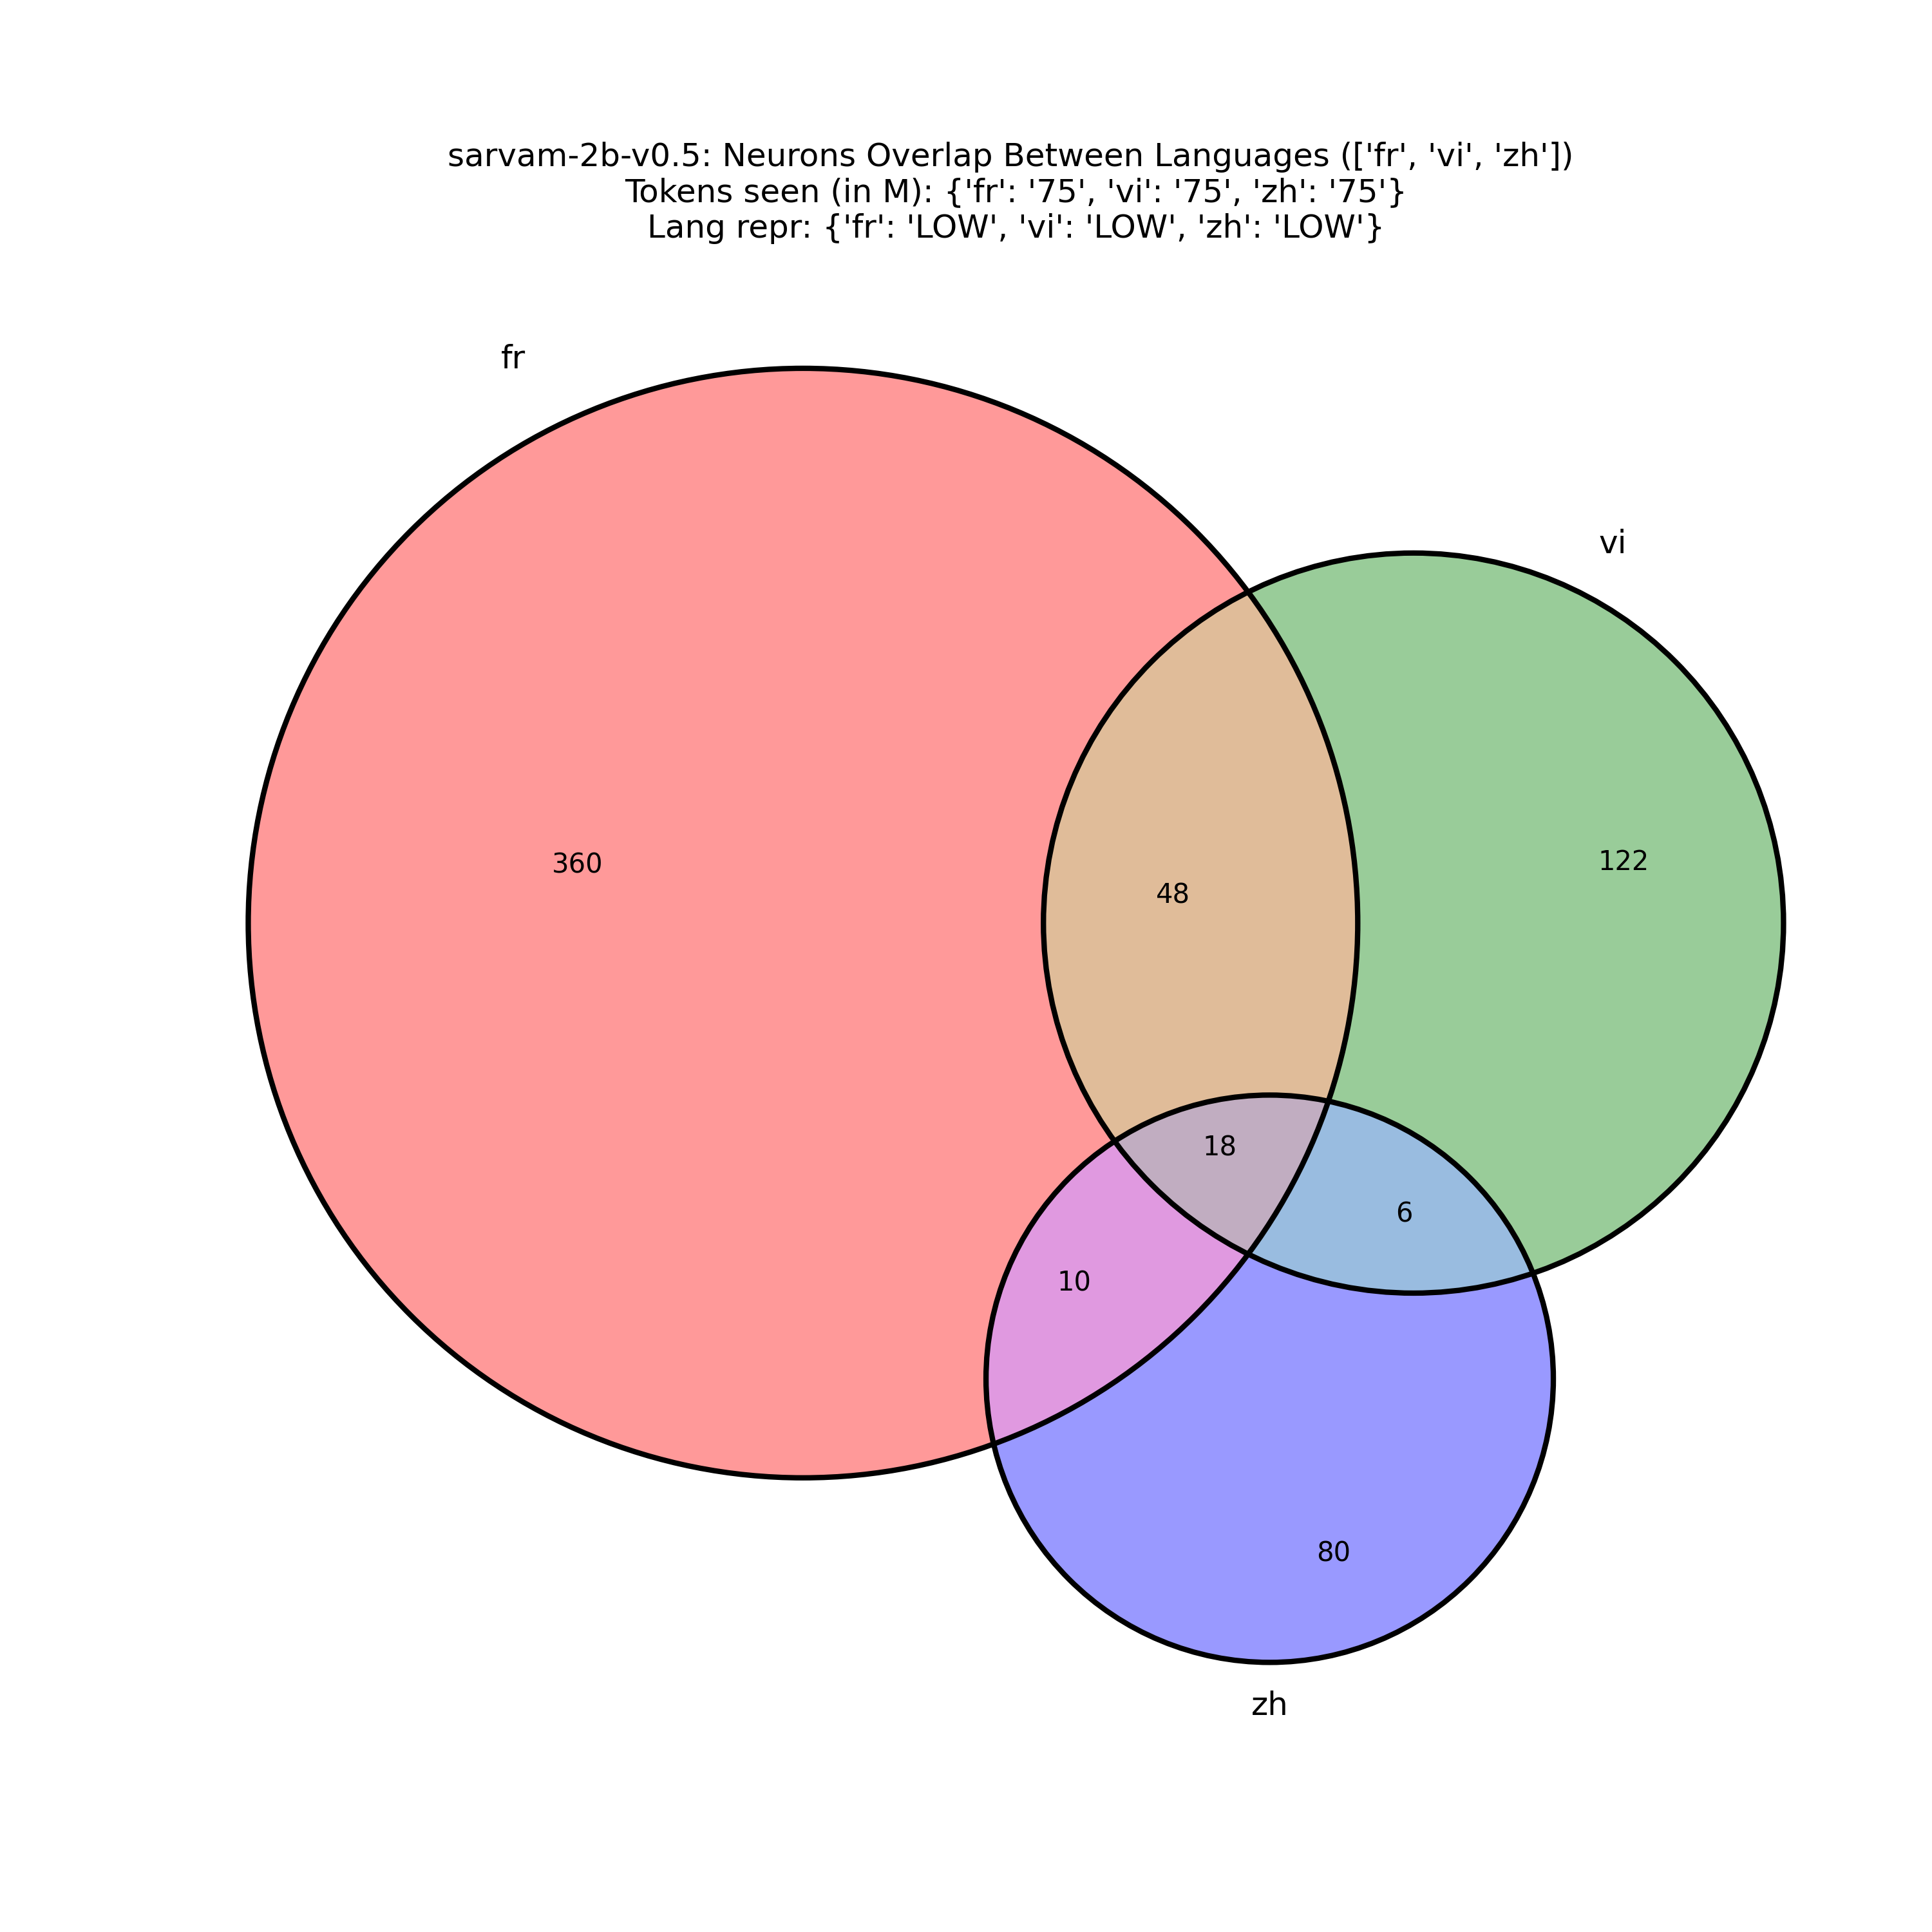 sarvam-2b-v0.5: Neurons Overlap Between Languages (['fr', 'vi', 'zh'])
Tokens seen (in M): {'fr': '75', 'vi': '75', 'zh': '75'}
Lang repr: {'fr': 'LOW', 'vi': 'LOW', 'zh': 'LOW'}
fr
vi
360
122
48
18
6
10
80
zh